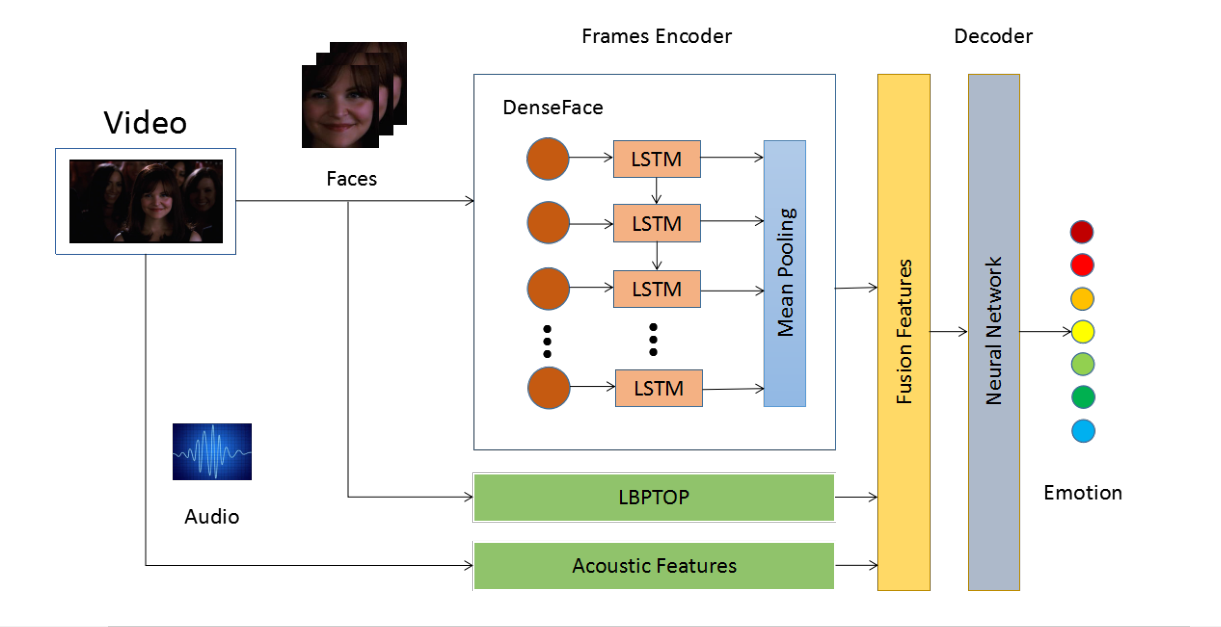 Frames Encoder
Decoder
Video
Faces
DenseFace
LSTM
LSTM
LSTM
LSTM
Mean Pooling
Fusion Features
Neural Network
Audio
LBPTOP
Acoustic Features
Emotion